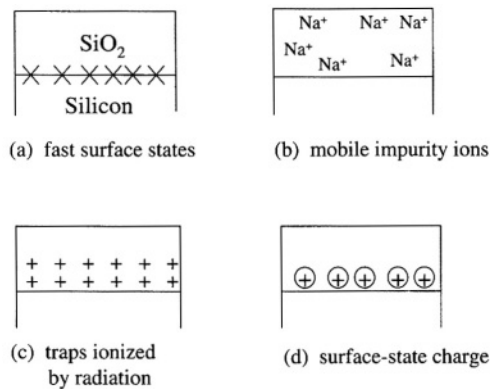 SiO₂
Silicon
(a) fast surface states
Na⁺ Na⁺ Na⁺
Na⁺ Na⁺ Na⁺
(b) mobile impurity ions
+ + + + + +
+ + + + + +
(c) traps ionized
by radiation
+ + + + +
(d) surface-state charge